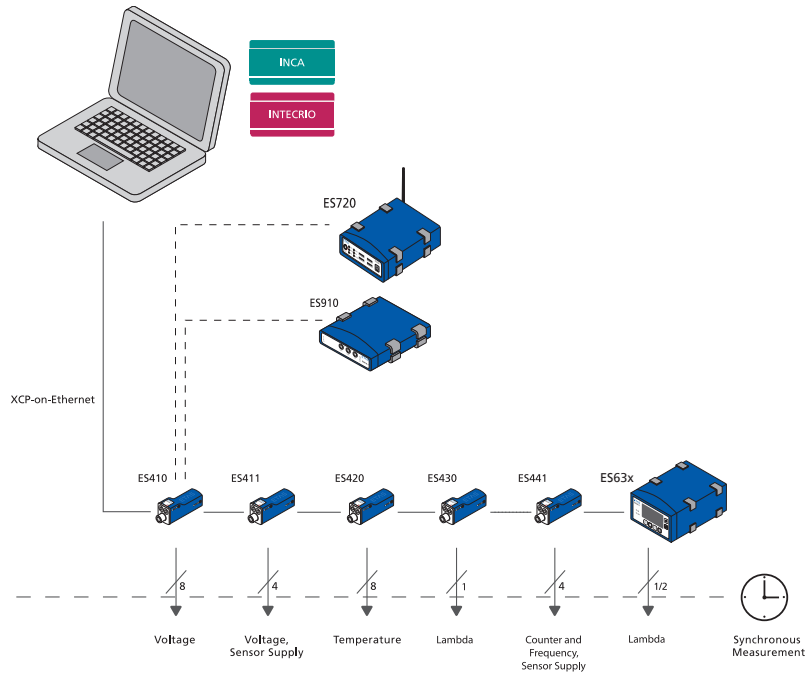 INCA
INTECRIO
ES720
ES910
XCP-on-Ethernet
ES410
ES411
ES420
ES430
ES441
ES63x
8
4
8
1
4
1/2
Voltage
Voltage,
Sensor Supply
Temperature
Lambda
Counter and
Frequency,
Sensor Supply
Lambda
Synchronous
Measurement